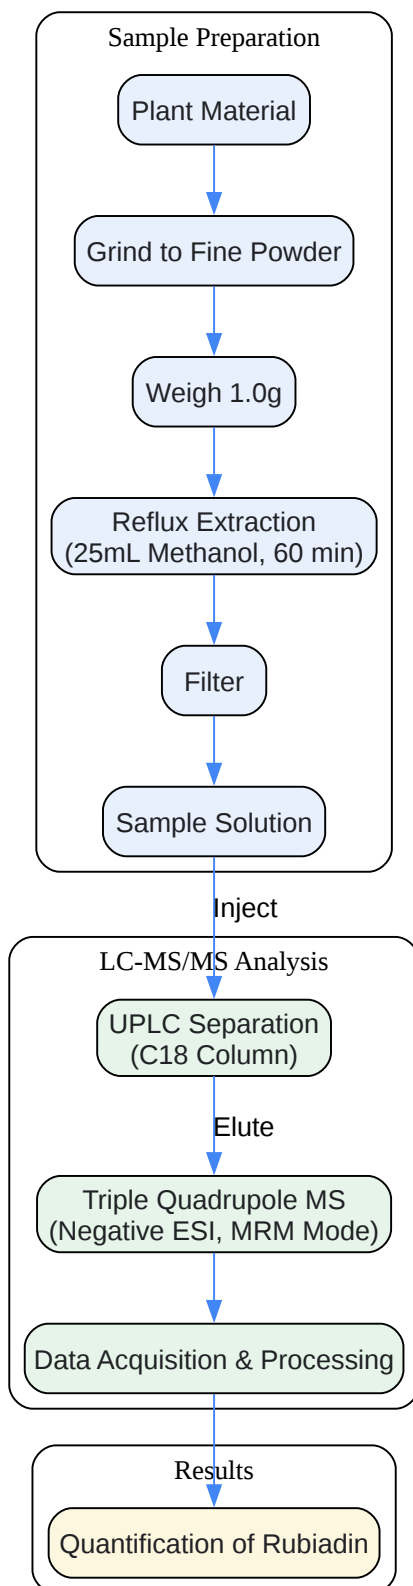 Sample Preparation
Plant Material
Grind to Fine Powder
Weigh 1.0g
Reflux Extraction
(25mL Methanol, 60 min)
Filter
Sample Solution
Inject
LC-MS/MS Analysis
UPLC Separation
(C18 Column)
Elute
Triple Quadrupole MS
(Negative ESI, MRM Mode)
Data Acquisition & Processing
Results
Quantification of Rubiadin